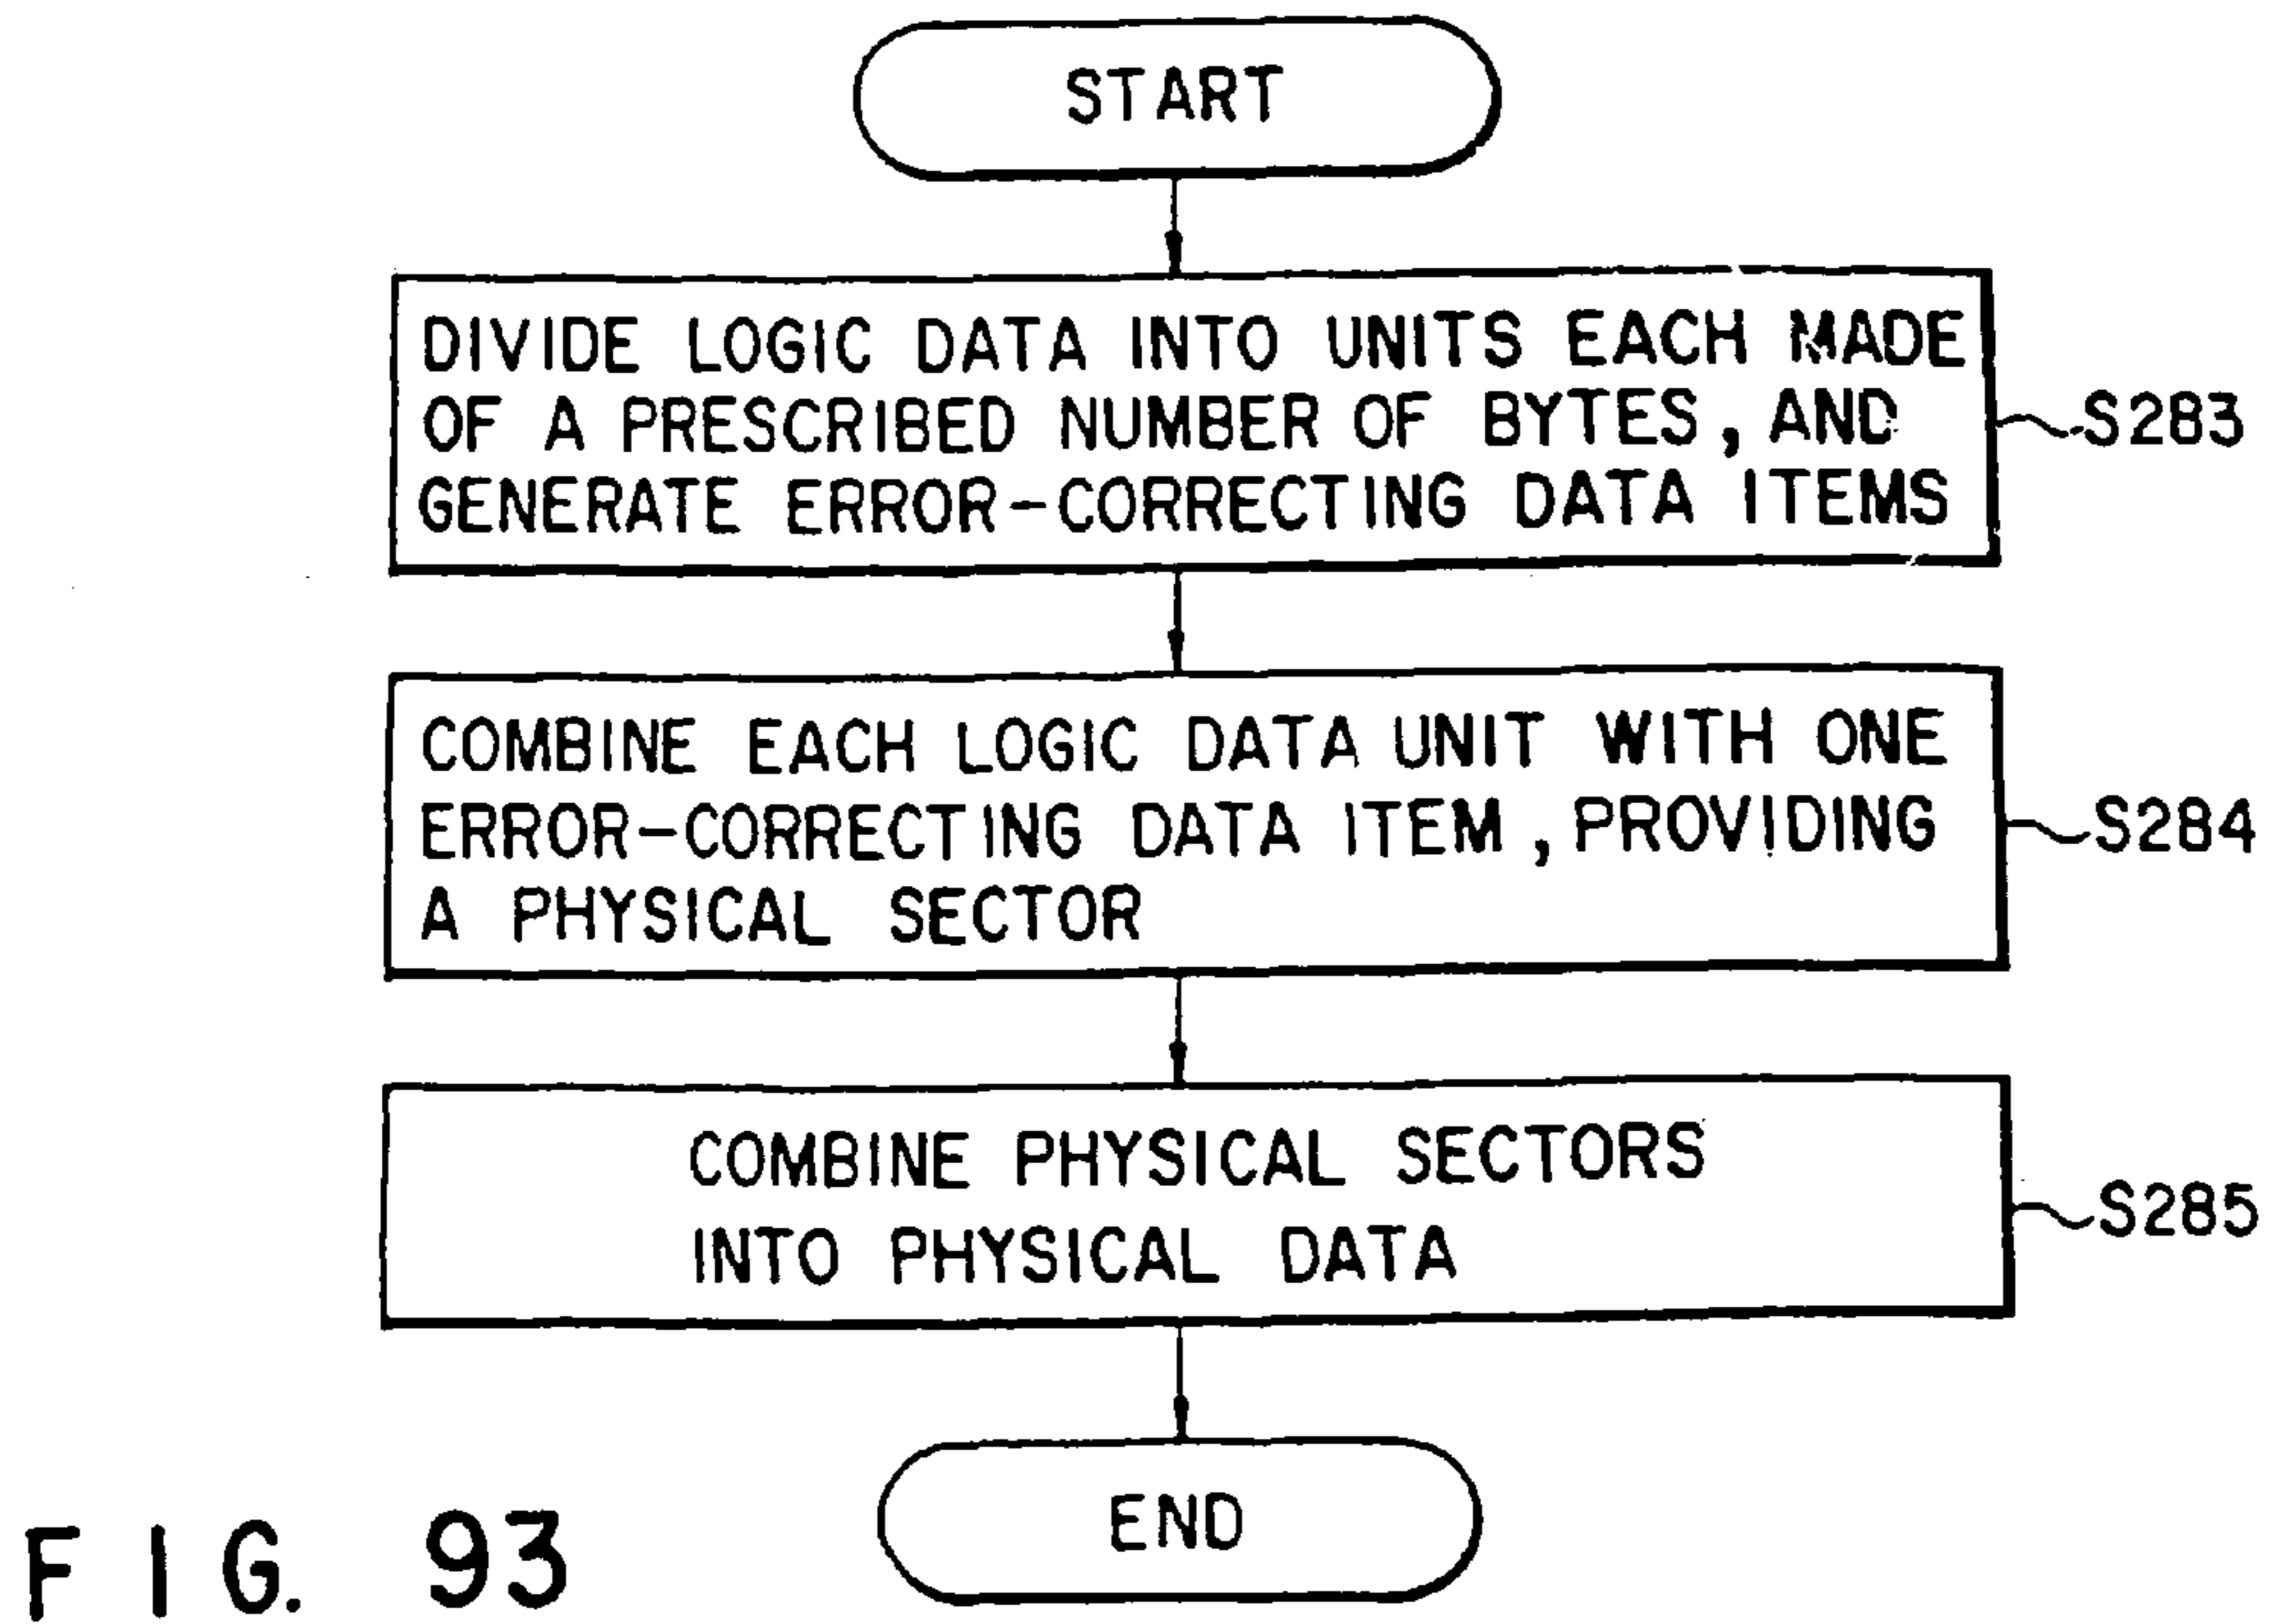 START
DIVIDE LOGIC DATA INTO UNITS EACH MADE
OF A PRESCRIBED NUMBER OF BYTES, AND
GENERATE ERROR-CORRECTING DATA ITEMS
S283
COMBINE EACH LOGIC DATA UNIT WITH ONE
ERROR-CORRECTING DATA ITEM, PROVIDING
A PHYSICAL SECTOR
S284
COMBINE PHYSICAL SECTORS
INTO PHYSICAL DATA
S285
END
FIG. 93